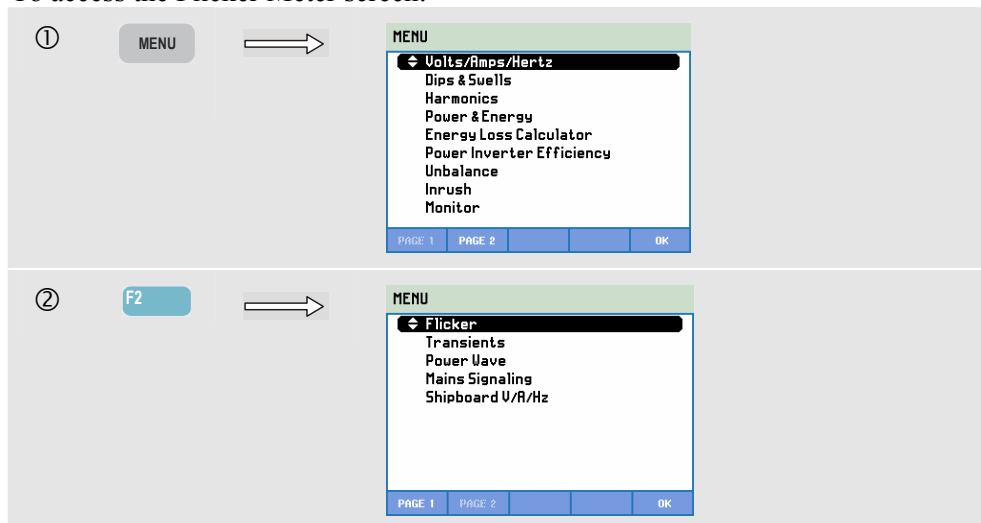 To access the Flicker Meter screen:
① MENU
MENU
Volts/Amps/Hertz
Dips & Swells
Harmonics
Power & Energy
Energy Loss Calculator
Power Inverter Efficiency
Unbalance
Inrush
Monitor
PAGE 1 PAGE 2 OK
② F2
MENU
Flicker
Transients
Power Wave
Mains Signaling
Shipboard V/A/Hz
PAGE 1 PAGE 2 OK